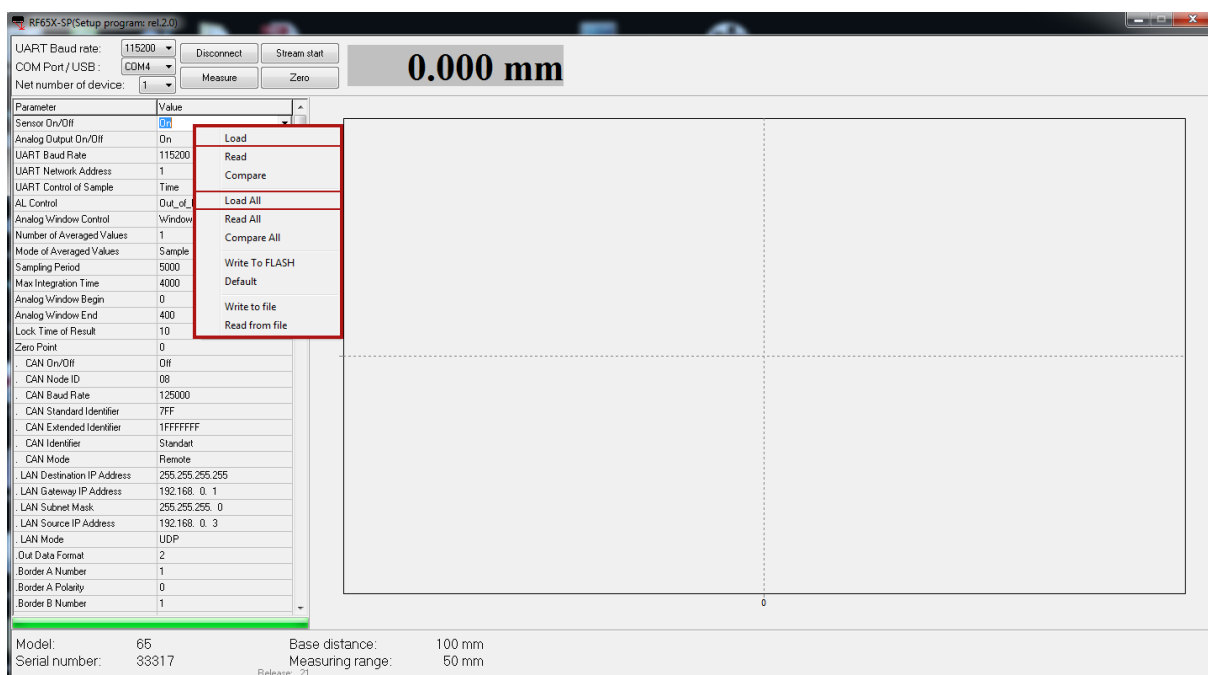 RF65X-SP(Setup program: rel.2.0)
UART Baud rate: 115200 Disconnect Stream start
COM Port / USB : COM4
Net number of device: 1 Measure Zero
0.000 mm
Parameter Value
Sensor On/Off On
Analog Output On/Off On
UART Baud Rate 115200
UART Network Address 1
UART Control of Sample Time
AL Control Out_of_
Analog Window Control Window
Number of Averaged Values 1
Mode of Averaged Values Sample
Sampling Period 5000
Max Integration Time 4000
Analog Window Begin 0
Analog Window End 400
Lock Time of Result 10
Zero Point 0
. CAN On/Off Off
. CAN Node ID 08
. CAN Baud Rate 125000
. CAN Standard Identifier 7FF
. CAN Extended Identifier 1FFFFFFF
. CAN Identifier Standart
. CAN Mode Remote
. LAN Destination IP Address 255.255.255.255
. LAN Gateway IP Address 192.168. 0. 1
. LAN Subnet Mask 255.255.255. 0
. LAN Source IP Address 192.168. 0. 3
. LAN Mode UDP
.Out Data Format 2
.Border A Number 1
.Border A Polarity 0
.Border B Number 1
Load
Read
Compare
Load All
Read All
Compare All
Write To FLASH
Default
Write to file
Read from file
0
Model: 65 Base distance: 100 mm
Serial number: 33317 Measuring range: 50 mm
Release: 21